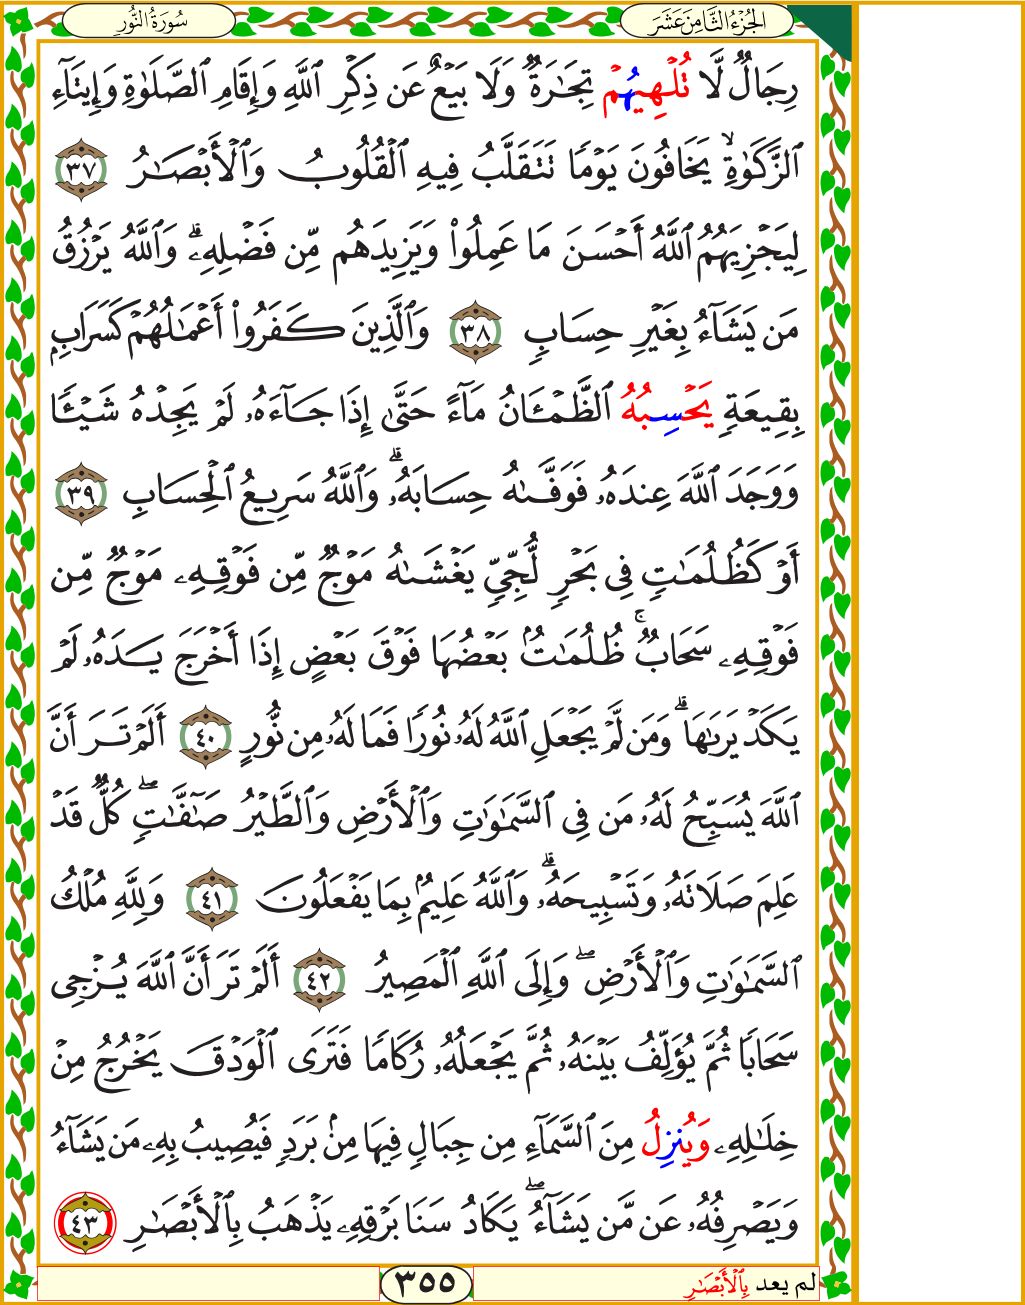 الجُزْءُ الثَّامِنَ عَشَرَ
سُورَةُ النُّورِ
رِجَالٌ لَّا تُلْهِيهُمْ تِجَٰرَةٌ وَلَا بَيْعٌ عَن ذِكْرِ ٱللَّهِ وَإِقَامِ ٱلصَّلَوٰةِ وَإِيتَآءِ
ٱلزَّكَوٰةِ ۙ يَخَافُونَ يَوْمًا تَتَقَلَّبُ فِيهِ ٱلْقُلُوبُ وَٱلْأَبْصَٰرُ ٣٧
لِيَجْزِيَهُمُ ٱللَّهُ أَحْسَنَ مَا عَمِلُوا۟ وَيَزِيدَهُم مِّن فَضْلِهِۦ ۗ وَٱللَّهُ يَرْزُقُ
مَن يَشَآءُ بِغَيْرِ حِسَابٍ ٣٨ وَٱلَّذِينَ كَفَرُوٓا۟ أَعْمَٰلُهُمْ كَسَرَابٍۭ
بِقِيعَةٍ يَحْسِبُهُ ٱلظَّمْـَٔانُ مَآءً حَتَّىٰٓ إِذَا جَآءَهُۥ لَمْ يَجِدْهُ شَيْـًٔا
وَوَجَدَ ٱللَّهَ عِندَهُۥ فَوَفَّىٰهُ حِسَابَهُۥ ۗ وَٱللَّهُ سَرِيعُ ٱلْحِسَابِ ٣٩
أَوْ كَظُلُمَٰتٍ فِى بَحْرٍ لُّجِّىٍّ يَغْشَىٰهُ مَوْجٌ مِّن فَوْقِهِۦ مَوْجٌ مِّن
فَوْقِهِۦ سَحَابٌ ۚ ظُلُمَٰتٌۢ بَعْضُهَا فَوْقَ بَعْضٍ إِذَآ أَخْرَجَ يَدَهُۥ لَمْ
يَكَدْ يَرَىٰهَا ۗ وَمَن لَّمْ يَجْعَلِ ٱللَّهُ لَهُۥ نُورًا فَمَا لَهُۥ مِن نُّورٍ ٤٠ أَلَمْ تَرَ أَنَّ
ٱللَّهَ يُسَبِّحُ لَهُۥ مَن فِى ٱلسَّمَٰوَٰتِ وَٱلْأَرْضِ وَٱلطَّيْرُ صَٰٓفَّٰتٍ ۖ كُلٌّ قَدْ
عَلِمَ صَلَاتَهُۥ وَتَسْبِيحَهُۥ ۗ وَٱللَّهُ عَلِيمٌۢ بِمَا يَفْعَلُونَ ٤١ وَلِلَّهِ مُلْكُ
ٱلسَّمَٰوَٰتِ وَٱلْأَرْضِ ۖ وَإِلَى ٱللَّهِ ٱلْمَصِيرُ ٤٢ أَلَمْ تَرَ أَنَّ ٱللَّهَ يُزْجِى
سَحَابًا ثُمَّ يُؤَلِّفُ بَيْنَهُۥ ثُمَّ يَجْعَلُهُۥ رُكَامًا فَتَرَى ٱلْوَدْقَ يَخْرُجُ مِنْ
خِلَٰلِهِۦ وَيُنزِلُ مِنَ ٱلسَّمَآءِ مِن جِبَالٍ فِيهَا مِنۢ بَرَدٍ فَيُصِيبُ بِهِۦ مَن يَشَآءُ
وَيَصْرِفُهُۥ عَن مَّن يَشَآءُ ۖ يَكَادُ سَنَا بَرْقِهِۦ يَذْهَبُ بِٱلْأَبْصَٰرِ ٤٣
لم يعد بِٱلْأَبْصَٰرِ
٣٥٥